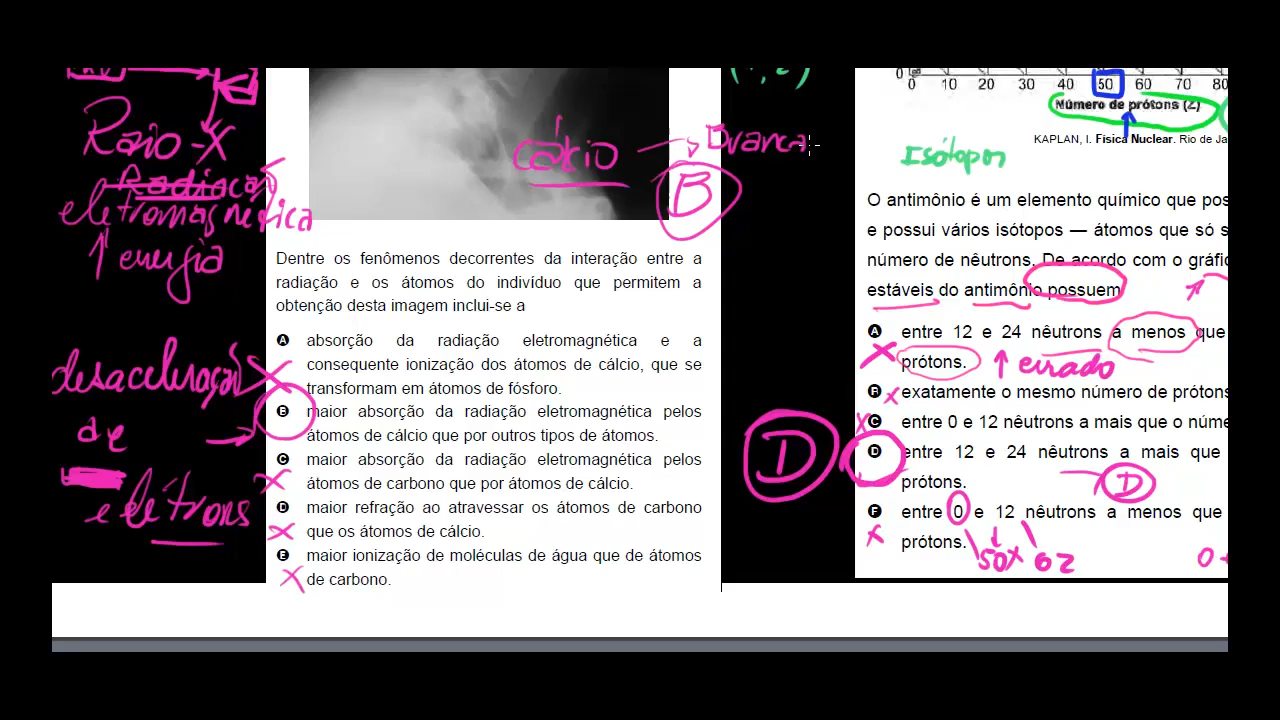 Raio-X
Radiação
eletromagnética
↑ energia
desaceleração
de
elétrons
cálcio → Branca
B
Dentre os fenômenos decorrentes da interação entre a
radiação e os átomos do indivíduo que permitem a
obtenção desta imagem inclui-se a
A absorção da radiação eletromagnética e a
consequente ionização dos átomos de cálcio, que se
transformam em átomos de fósforo.
B maior absorção da radiação eletromagnética pelos
átomos de cálcio que por outros tipos de átomos.
C maior absorção da radiação eletromagnética pelos
átomos de carbono que por átomos de cálcio.
D maior refração ao atravessar os átomos de carbono
que os átomos de cálcio.
E maior ionização de moléculas de água que de átomos
de carbono.
D
0
0 10 20 30 40 50 60 70 80
Número de prótons (Z)
KAPLAN, I. Física Nuclear. Rio de Ja
Isótopos
O antimônio é um elemento químico que pos
e possui vários isótopos — átomos que só s
número de nêutrons. De acordo com o gráfic
estáveis do antimônio possuem
A entre 12 e 24 nêutrons a menos que
prótons. ↑ errado
B exatamente o mesmo número de prótons
C entre 0 e 12 nêutrons a mais que o núme
D entre 12 e 24 nêutrons a mais que
prótons. D
E entre 0 e 12 nêutrons a menos que
prótons.
50 62